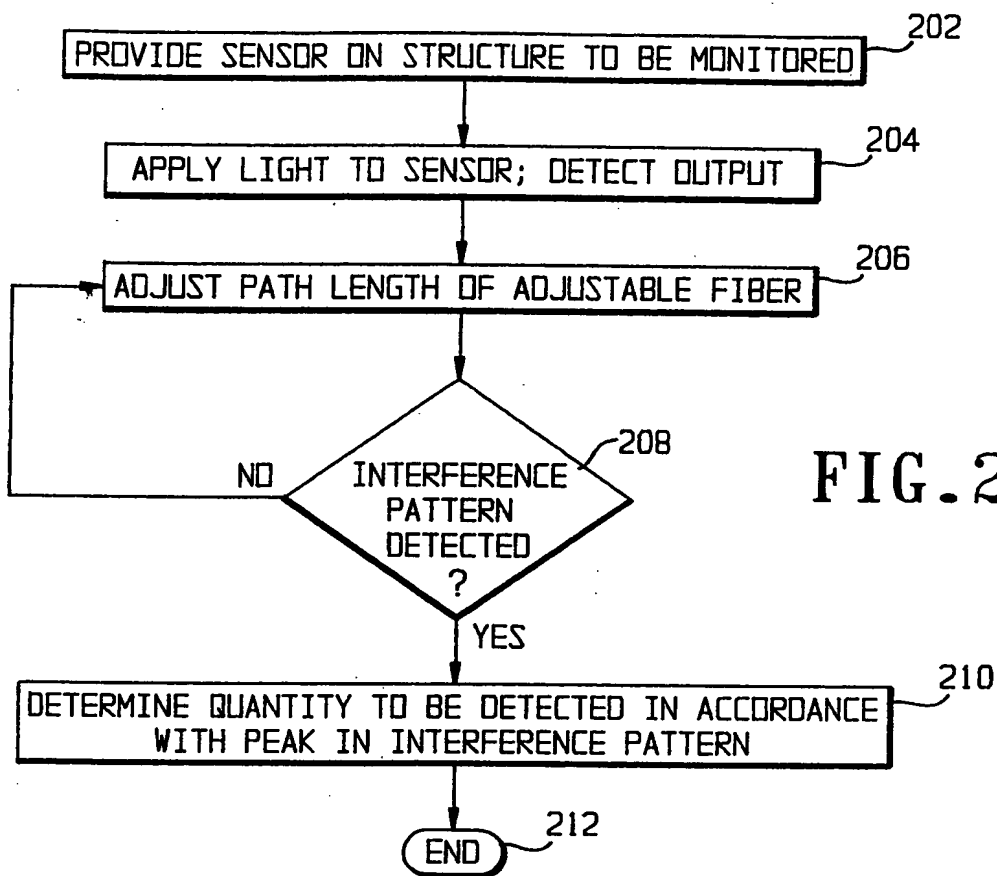 PROVIDE SENSOR ON STRUCTURE TO BE MONITORED
202
APPLY LIGHT TO SENSOR; DETECT OUTPUT
204
ADJUST PATH LENGTH OF ADJUSTABLE FIBER
206
INTERFERENCE
PATTERN
DETECTED
?
208
NO
YES
FIG.2
DETERMINE QUANTITY TO BE DETECTED IN ACCORDANCE
WITH PEAK IN INTERFERENCE PATTERN
210
END
212